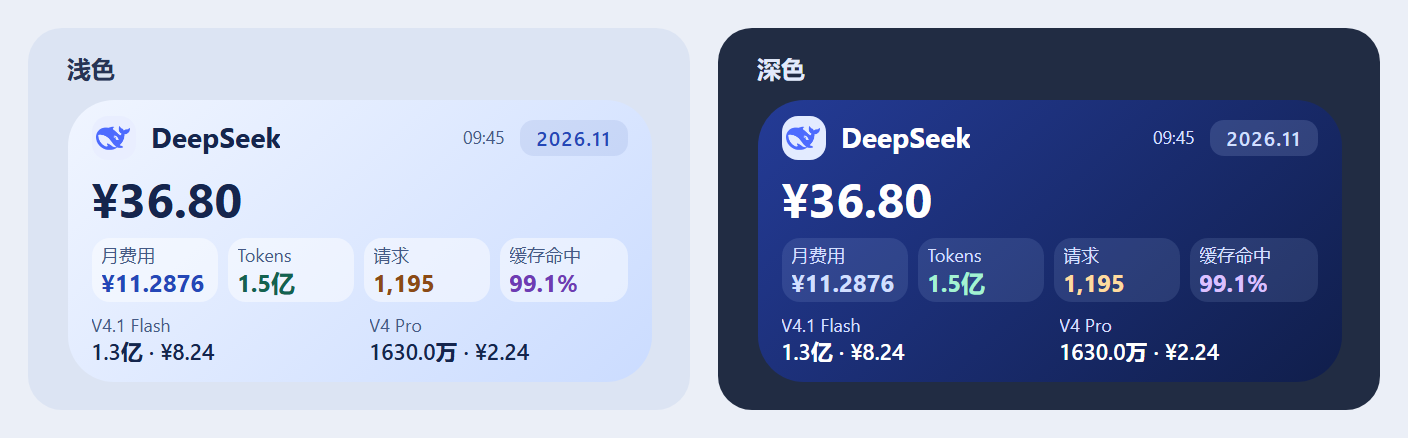 浅色
DeepSeek 09:45 2026.11
¥36.80
月费用 Tokens 请求 缓存命中
¥11.2876 1.5亿 1,195 99.1%
V4.1 Flash V4 Pro
1.3亿 · ¥8.24 1630.0万 · ¥2.24
深色
DeepSeek 09:45 2026.11
¥36.80
月费用 Tokens 请求 缓存命中
¥11.2876 1.5亿 1,195 99.1%
V4.1 Flash V4 Pro
1.3亿 · ¥8.24 1630.0万 · ¥2.24